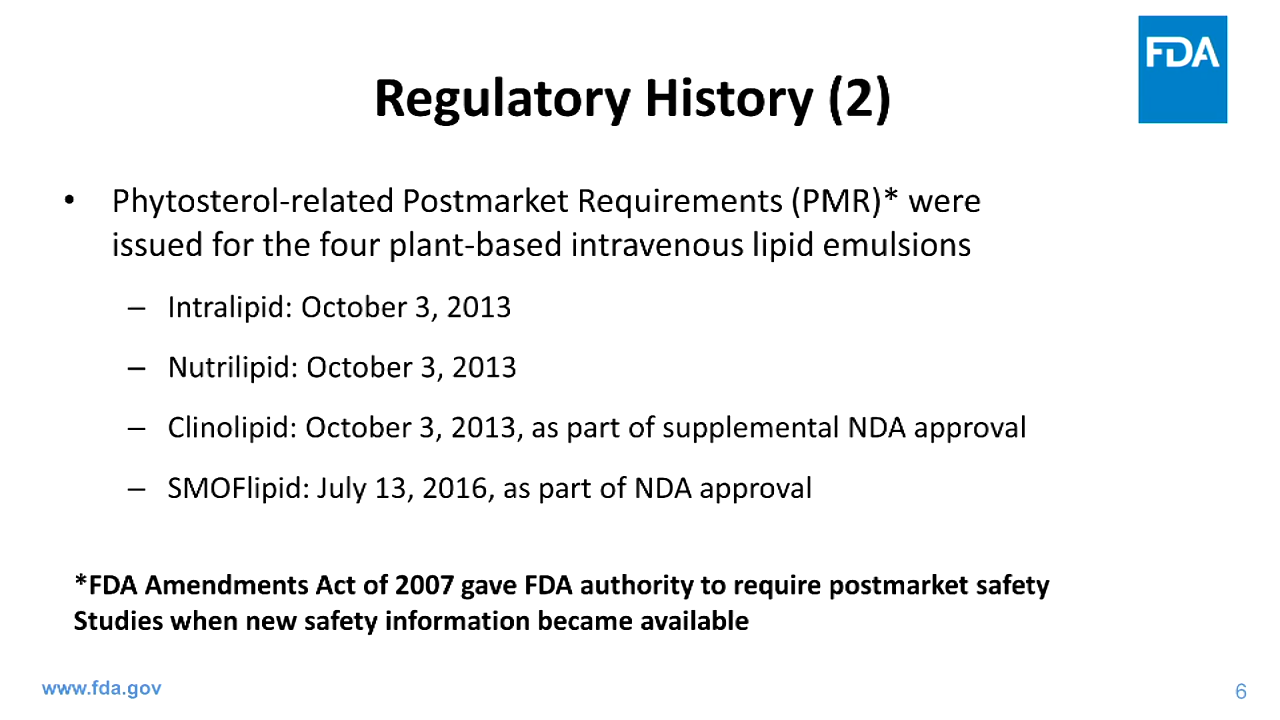 FDA
Regulatory History (2)
• Phytosterol-related Postmarket Requirements (PMR)* were
issued for the four plant-based intravenous lipid emulsions
– Intralipid: October 3, 2013
– Nutrilipid: October 3, 2013
– Clinolipid: October 3, 2013, as part of supplemental NDA approval
– SMOFlipid: July 13, 2016, as part of NDA approval
*FDA Amendments Act of 2007 gave FDA authority to require postmarket safety
Studies when new safety information became available
www.fda.gov
6